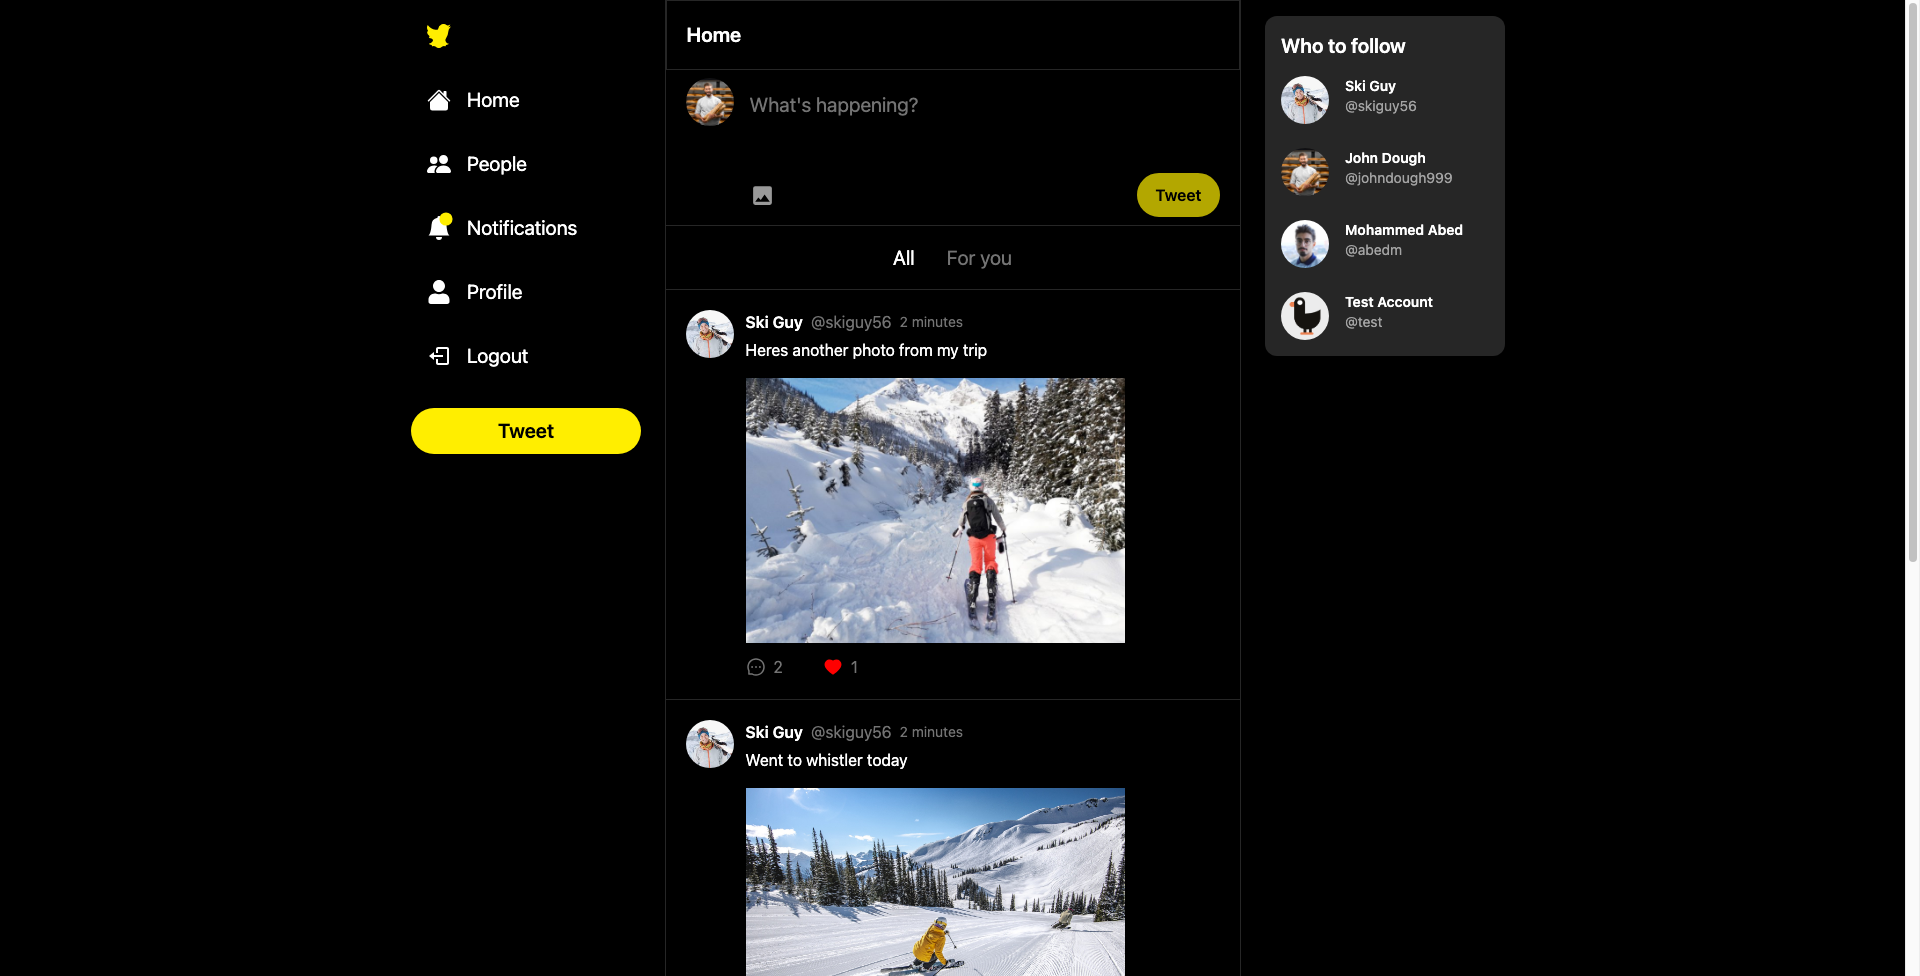 Home
People
Notifications
Profile
Logout
Tweet
Home
What's happening?
Tweet
All For you
Ski Guy @skiguy56 2 minutes
Heres another photo from my trip
2 1
Ski Guy @skiguy56 2 minutes
Went to whistler today
Who to follow
Ski Guy
@skiguy56
John Dough
@johndough999
Mohammed Abed
@abedm
Test Account
@test